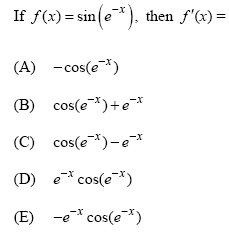 If f(x) = sin(e⁻ˣ), then f'(x) =
(A) −cos(e⁻ˣ)
(B) cos(e⁻ˣ)+e⁻ˣ
(C) cos(e⁻ˣ)−e⁻ˣ
(D) e⁻ˣ cos(e⁻ˣ)
(E) −e⁻ˣ cos(e⁻ˣ)